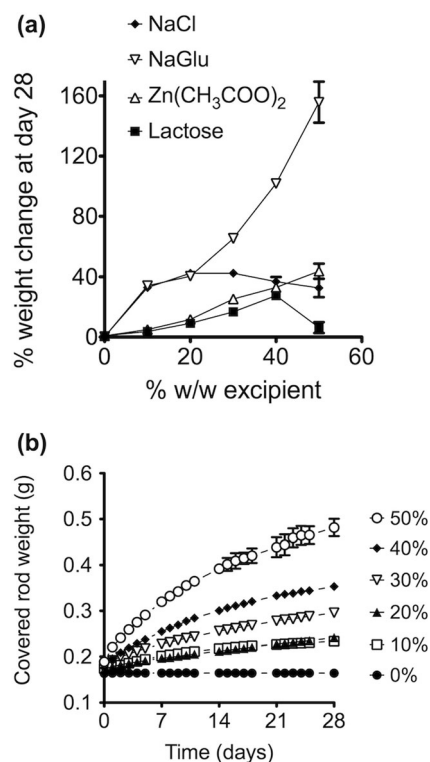 (a)
NaCl
NaGlu
Zn(CH3COO)2
Lactose
% weight change at day 28
160
120
80
40
0
0 20 40 60
% w/w excipient
(b)
Covered rod weight (g)
0.6
0.5
0.4
0.3
0.2
0.1
0 7 14 21 28
Time (days)
50%
40%
30%
20%
10%
0%